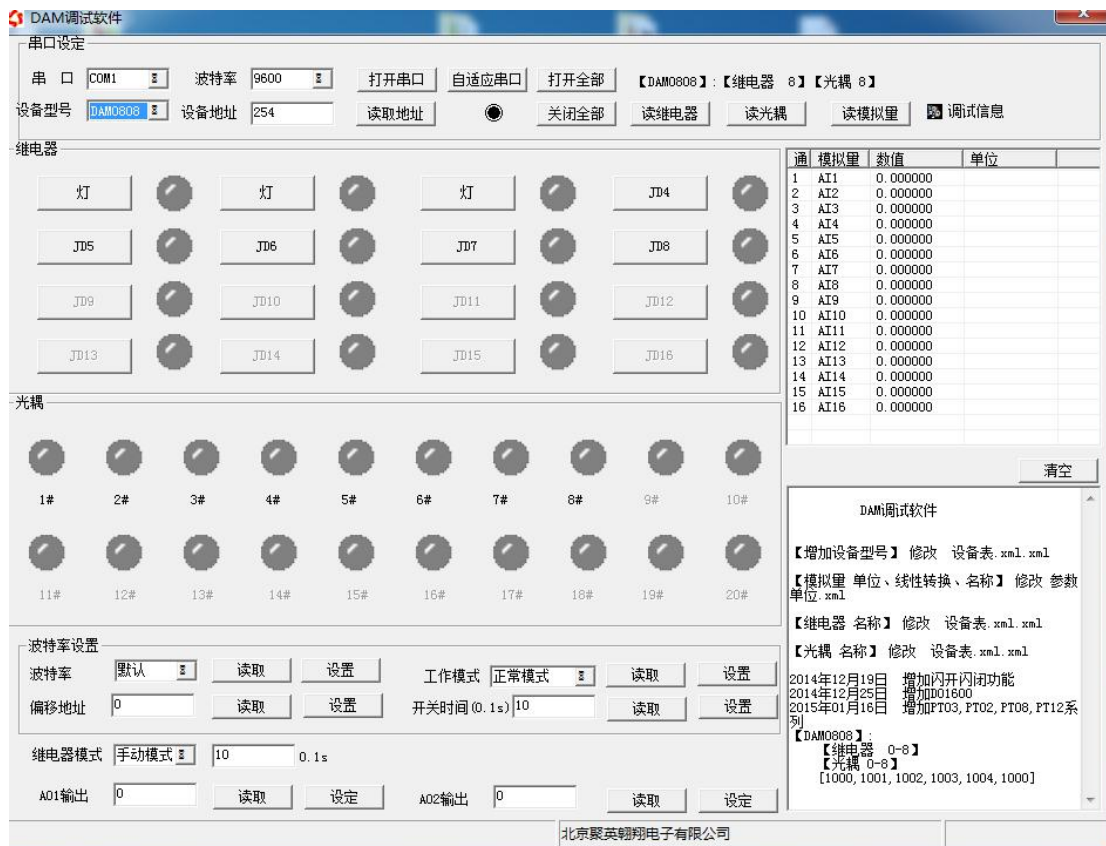 DAM调试软件
串口设定
串 口 COM1 波特率 9600 打开串口 自适应串口 打开全部 【DAM0808】:【继电器 8】【光耦 8】
设备型号 DAM0808 设备地址 254 读取地址 关闭全部 读继电器 读光耦 读模拟量 调试信息
继电器
灯 灯 灯 JD4
JD5 JD6 JD7 JD8
JD9 JD10 JD11 JD12
JD13 JD14 JD15 JD16
通 模拟量 数值 单位
1 AI1 0.000000
2 AI2 0.000000
3 AI3 0.000000
4 AI4 0.000000
5 AI5 0.000000
6 AI6 0.000000
7 AI7 0.000000
8 AI8 0.000000
9 AI9 0.000000
10 AI10 0.000000
11 AI11 0.000000
12 AI12 0.000000
13 AI13 0.000000
14 AI14 0.000000
15 AI15 0.000000
16 AI16 0.000000
光耦
1# 2# 3# 4# 5# 6# 7# 8# 9# 10#
11# 12# 13# 14# 15# 16# 17# 18# 19# 20#
清空
DAM调试软件
【增加设备型号】 修改 设备表.xml.xml
【模拟量 单位、线性转换、名称】 修改 参数
单位.xml
【继电器 名称】 修改 设备表.xml.xml
【光耦 名称】 修改 设备表.xml.xml
2014年12月19日 增加闪开闪闭功能
2014年12月25日 增加DO1600
2015年01月16日 增加PT03,PT02,PT08,PT12系
列
【DAM0808】:
【继电器 0-8】
【光耦 0-8】
[1000,1001,1002,1003,1004,1000]
波特率设置
波特率 默认 读取 设置 工作模式 正常模式 读取 设置
偏移地址 0 读取 设置 开关时间(0.1s) 10 读取 设置
继电器模式 手动模式 10 0.1s
AO1输出 0 读取 设定 AO2输出 0 读取 设定
北京聚英翱翔电子有限公司